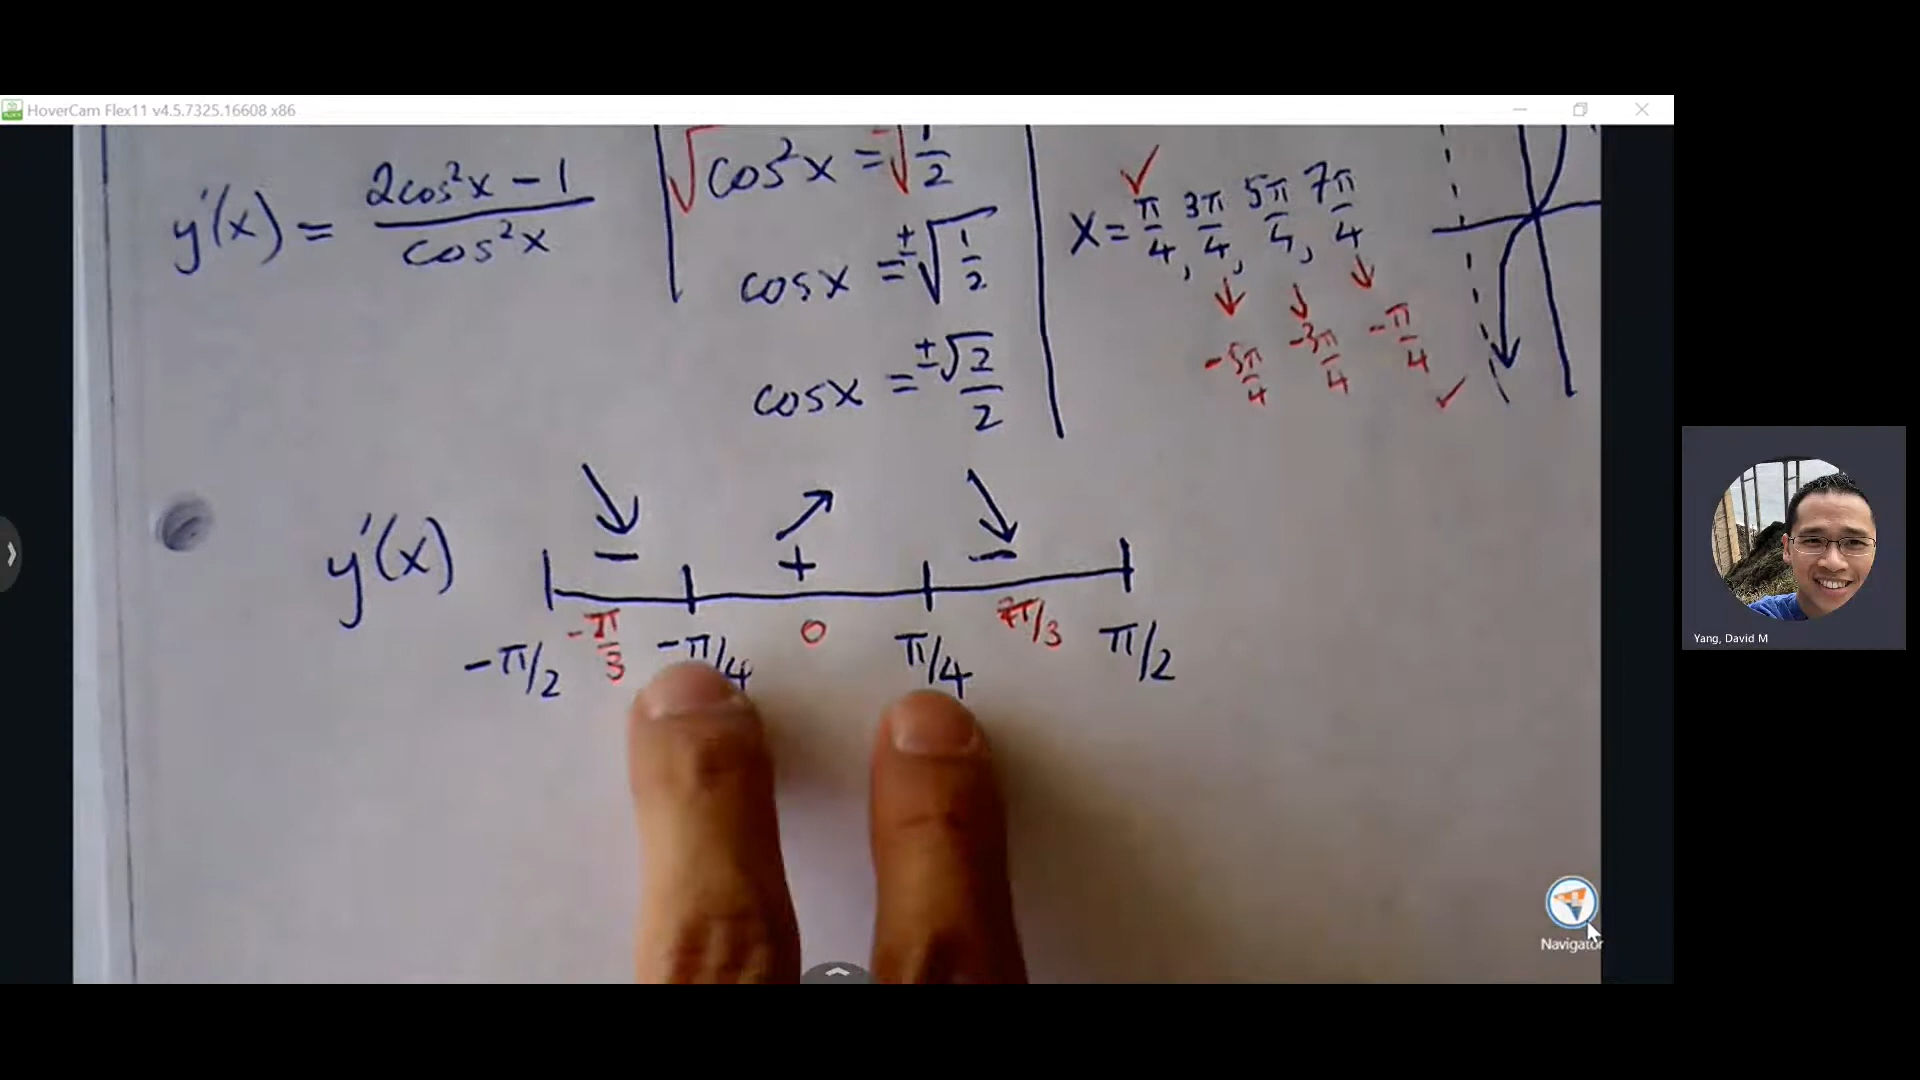 HoverCam Flex11 v4.5.7325.16608 x86
y'(x) = (2cos²x - 1)/(cos²x)
√cos²x = √1/2
cosx = ±√1/2
cosx = ±√2/2
x = π/4, 3π/4, 5π/4, 7π/4
-5π/4 -3π/4 -π/4
y'(x) - + -
-π/2 -π/3 -π/4 0 π/4 π/3 π/2
Yang, David M
Navigator